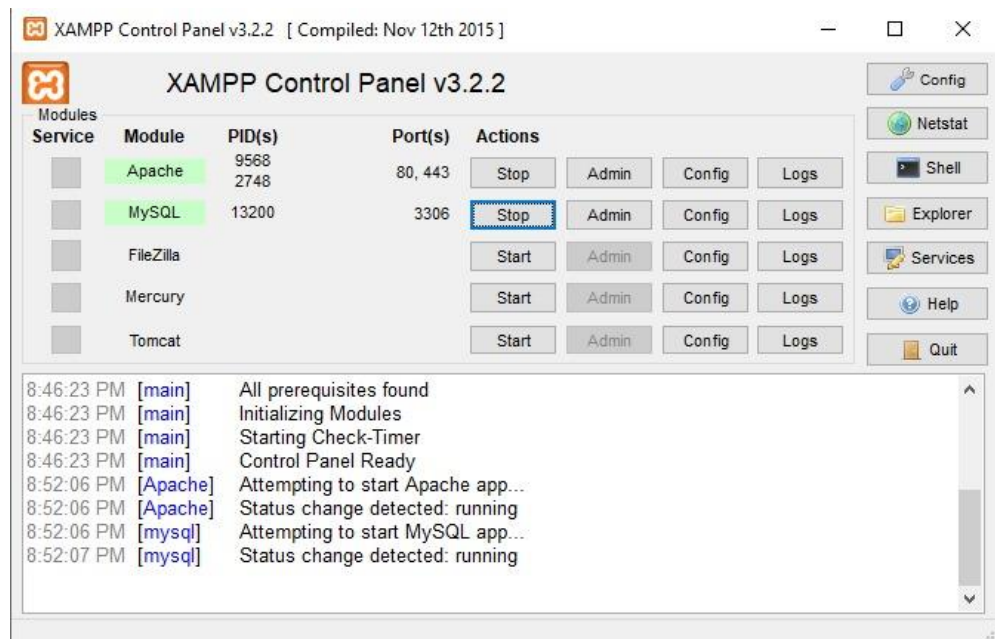 XAMPP Control Panel v3.2.2 [ Compiled: Nov 12th 2015 ]
XAMPP Control Panel v3.2.2
Config
Modules
Service Module PID(s) Port(s) Actions
Netstat
Apache 9568 2748 80, 443 Stop Admin Config Logs
Shell
MySQL 13200 3306 Stop Admin Config Logs
Explorer
FileZilla Start Admin Config Logs
Services
Mercury Start Admin Config Logs
Help
Tomcat Start Admin Config Logs
Quit
8:46:23 PM [main] All prerequisites found
8:46:23 PM [main] Initializing Modules
8:46:23 PM [main] Starting Check-Timer
8:46:23 PM [main] Control Panel Ready
8:52:06 PM [Apache] Attempting to start Apache app...
8:52:06 PM [Apache] Status change detected: running
8:52:06 PM [mysql] Attempting to start MySQL app...
8:52:07 PM [mysql] Status change detected: running